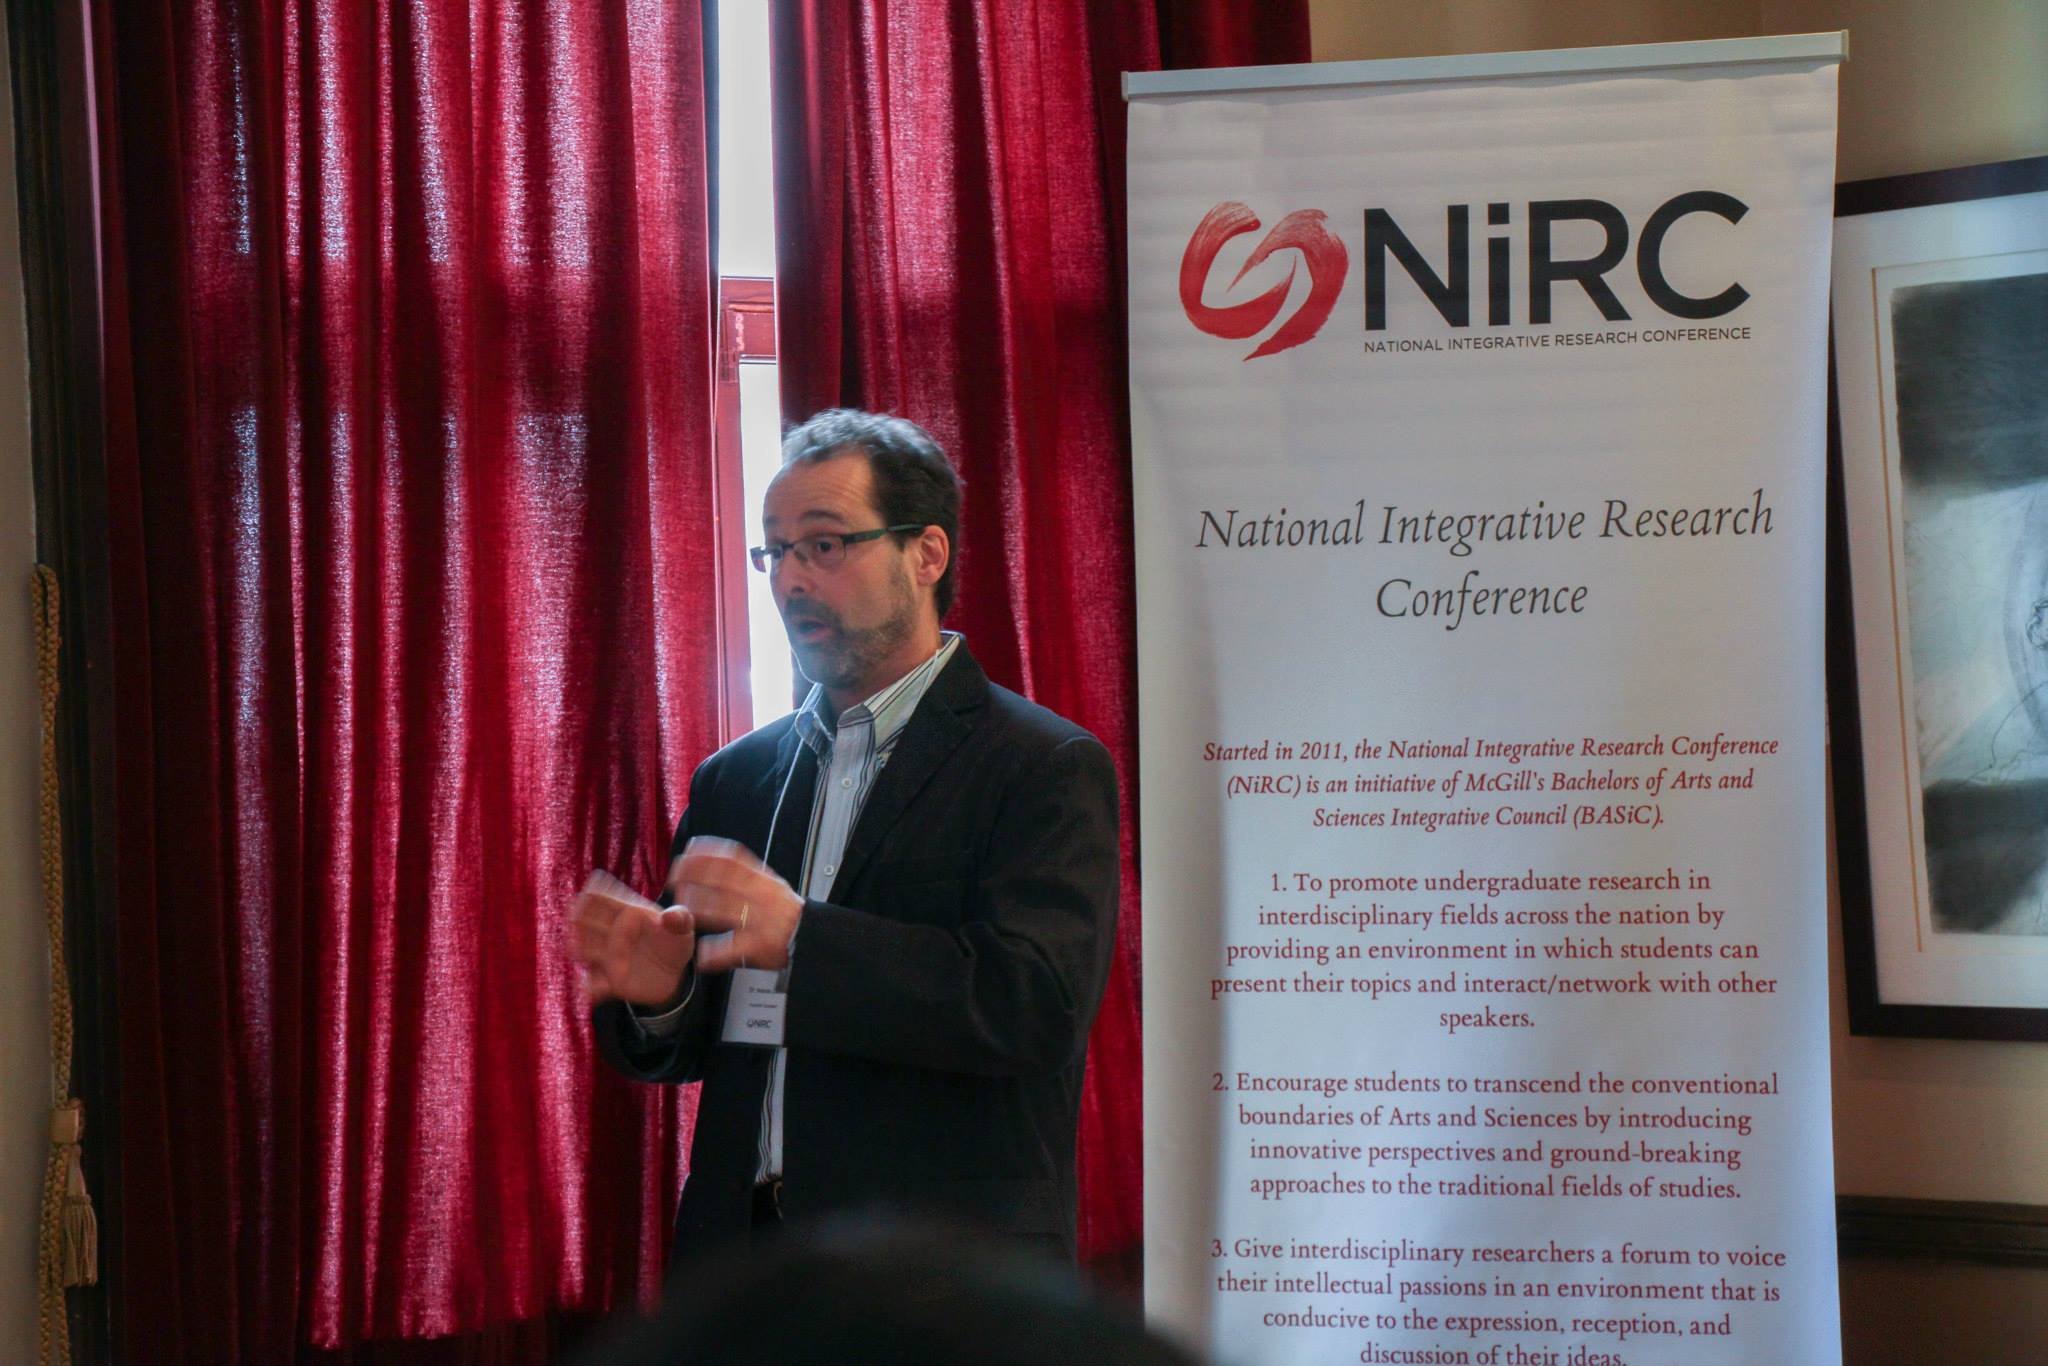 NiRC
NATIONAL INTEGRATIVE RESEARCH CONFERENCE
National Integrative Research
Conference
Started in 2011, the National Integrative Research Conference
(NiRC) is an initiative of McGill's Bachelors of Arts and
Sciences Integrative Council (BASiC).
1. To promote undergraduate research in
interdisciplinary fields across the nation by
providing an environment in which students can
present their topics and interact/network with other
speakers.
2. Encourage students to transcend the conventional
boundaries of Arts and Sciences by introducing
innovative perspectives and ground-breaking
approaches to the traditional fields of studies.
3. Give interdisciplinary researchers a forum to voice
their intellectual passions in an environment that is
conducive to the expression, reception, and
discussion of their ideas.
Dr.
NiRC